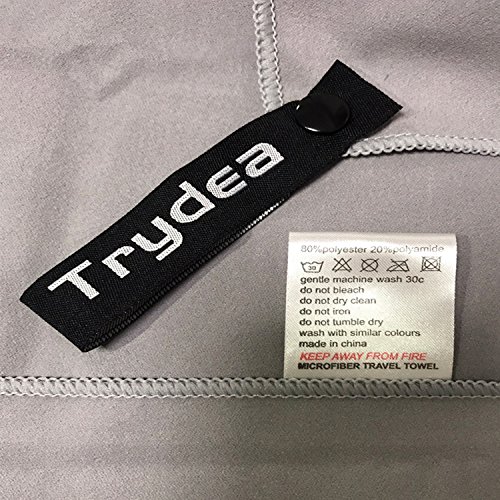 Trydea
80%polyester 20%polyamide
30
gentle machine wash 30c
do not bleach
do not dry clean
do not iron
do not tumble dry
wash with similar colours
made in china
KEEP AWAY FROM FIRE
MICROFIBER TRAVEL TOWEL